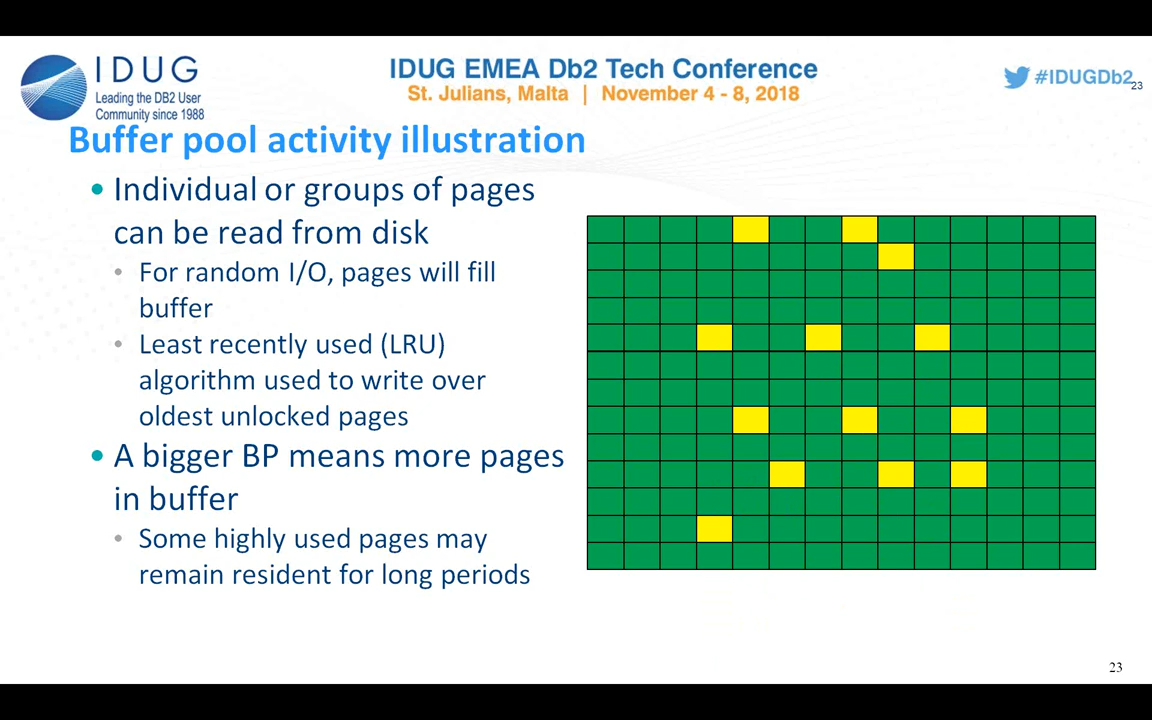 IDUG
Leading the DB2 User
Community since 1988
IDUG EMEA Db2 Tech Conference
St. Julians, Malta | November 4 - 8, 2018
#IDUGDb2
23
Buffer pool activity illustration
• Individual or groups of pages
can be read from disk
• For random I/O, pages will fill
buffer
• Least recently used (LRU)
algorithm used to write over
oldest unlocked pages
• A bigger BP means more pages
in buffer
• Some highly used pages may
remain resident for long periods
23